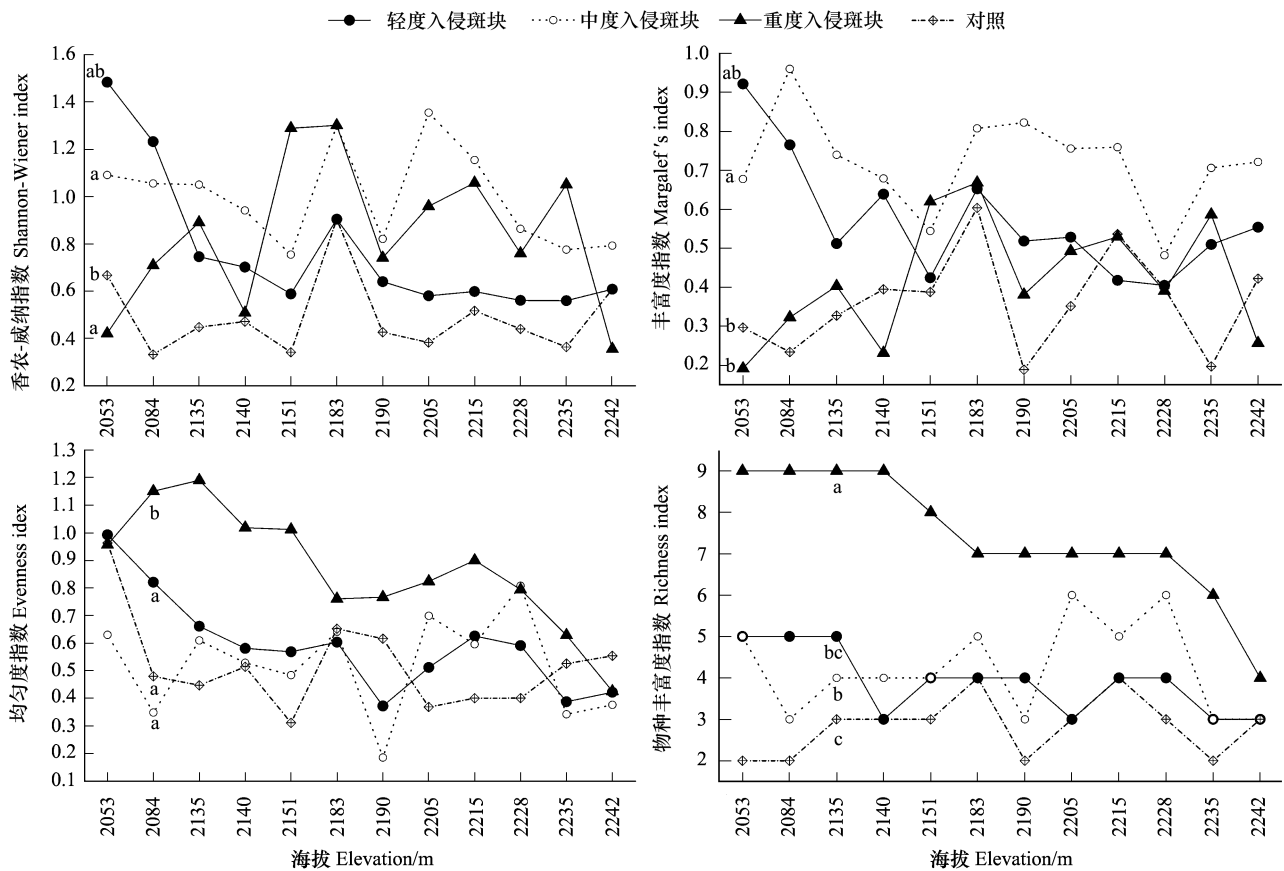 轻度入侵斑块 中度入侵斑块 重度入侵斑块 对照
香农-威纳指数 Shannon-Wiener index
1.6
1.4
1.2
1.0
0.8
0.6
0.4
0.2
ab
a
b
a
2053 2084 2135 2140 2151 2183 2190 2205 2215 2228 2235 2242
丰富度指数 Margalef's index
1.0
0.9
0.8
0.7
0.6
0.5
0.4
0.3
0.2
ab
a
b
b
2053 2084 2135 2140 2151 2183 2190 2205 2215 2228 2235 2242
均匀度指数 Evenness idex
1.3
1.2
1.1
1.0
0.9
0.8
0.7
0.6
0.5
0.4
0.3
0.2
0.1
b
a
a
a
2053 2084 2135 2140 2151 2183 2190 2205 2215 2228 2235 2242
海拔 Elevation/m
物种丰富度指数 Richness index
9
8
7
6
5
4
3
2
a
bc
b
c
2053 2084 2135 2140 2151 2183 2190 2205 2215 2228 2235 2242
海拔 Elevation/m